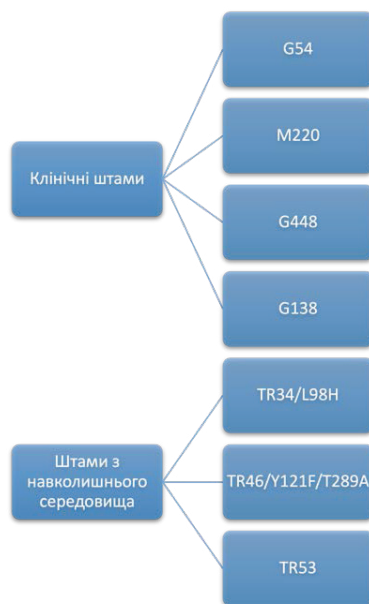 Клінічні штами
G54
M220
G448
G138
Штами з
навколишнього
середовища
TR34/L98H
TR46/Y121F/T289A
TR53